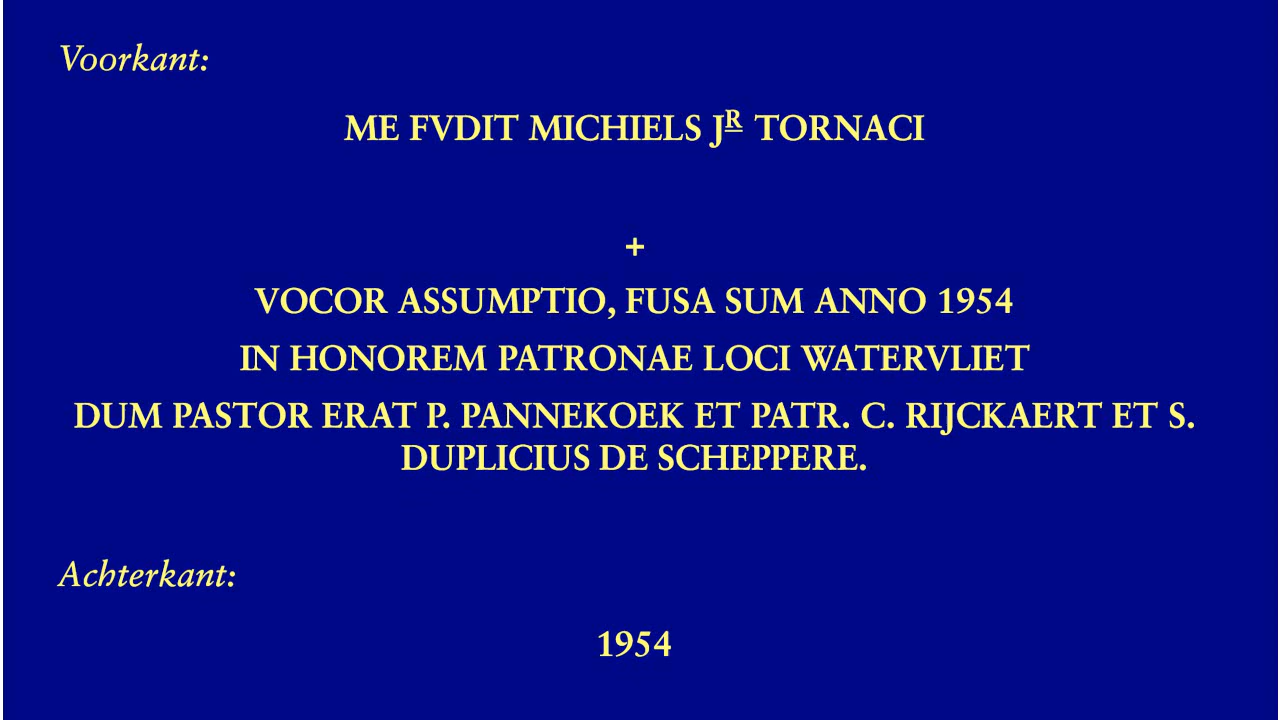 Voorkant:
ME FVDIT MICHIELS JR TORNACI
+
VOCOR ASSUMPTIO, FUSA SUM ANNO 1954
IN HONOREM PATRONAE LOCI WATERVLIET
DUM PASTOR ERAT P. PANNEKOEK ET PATR. C. RIJCKAERT ET S.
DUPLICIUS DE SCHEPPERE.
Achterkant:
1954